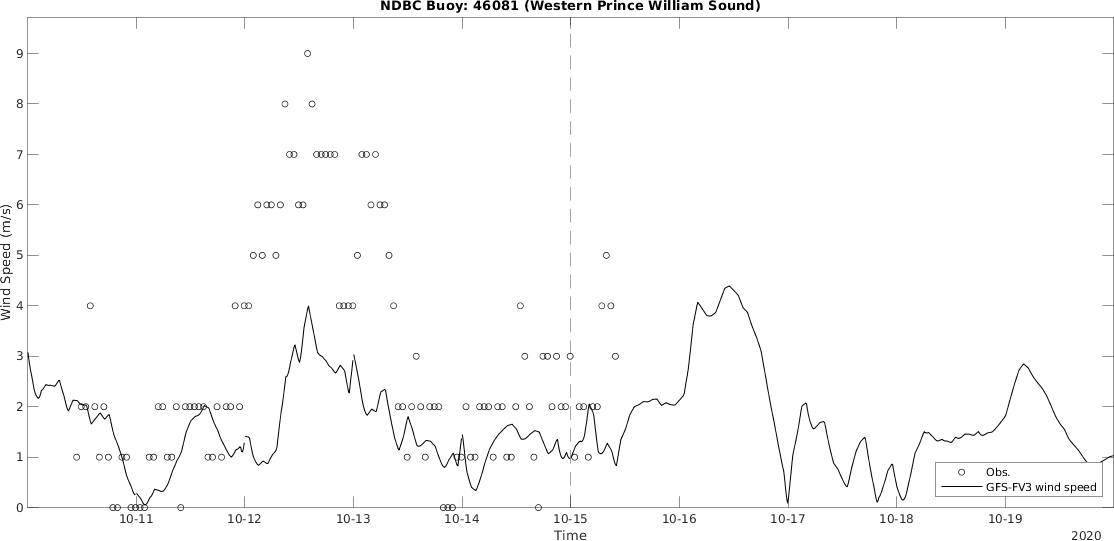 NDBC Buoy: 46081 (Western Prince William Sound)
Wind Speed (m/s)
9
8
7
6
5
4
3
2
1
0
10-11 10-12 10-13 10-14 10-15 10-16 10-17 10-18 10-19
Time
2020
Obs.
GFS-FV3 wind speed